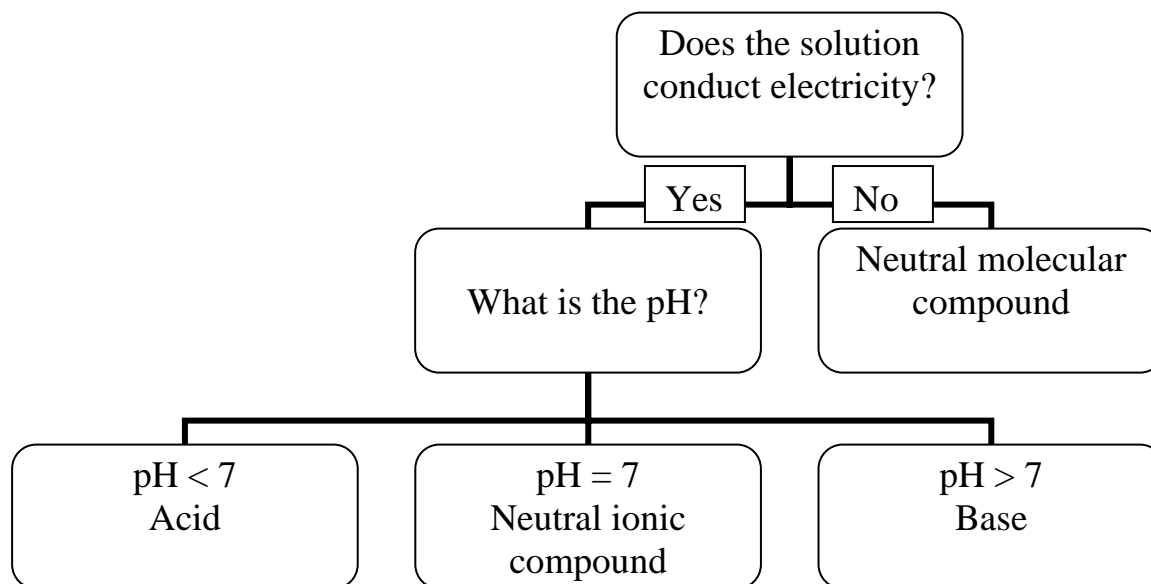 Does the solution
conduct electricity?
Yes
No
What is the pH?
Neutral molecular
compound
pH < 7
Acid
pH = 7
Neutral ionic
compound
pH > 7
Base